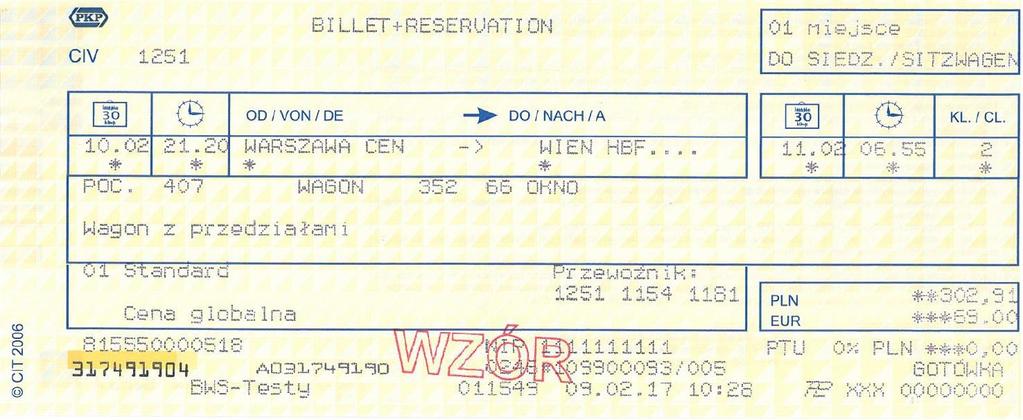 PKP BILLET+RESERVATION 01 miejsce
CIV 1251 DO SIEDZ./SITZWAGEN
OD / VON / DE → DO / NACH / A KL. / CL.
10.02 21.20 WARSZAWA CEN -> WIEN HBF.... 11.02 06.55 2
* * * * * * *
POC. 407 WAGON 352 66 OKNO
Wagon z przedziałami
01 Standard Przewoźnik:
1251 1154 1181 PLN **302,91
Cena globalna EUR ***69.00
815550000518 NIP 1111111111 PTU 0% PLN ***0,00
317491904 A031749190 0246*109900093/005 GOTÓWKA
BWS-Testy 011549 09.02.17 10:28 XXX 00000000
WZÓR
© CIT 2006